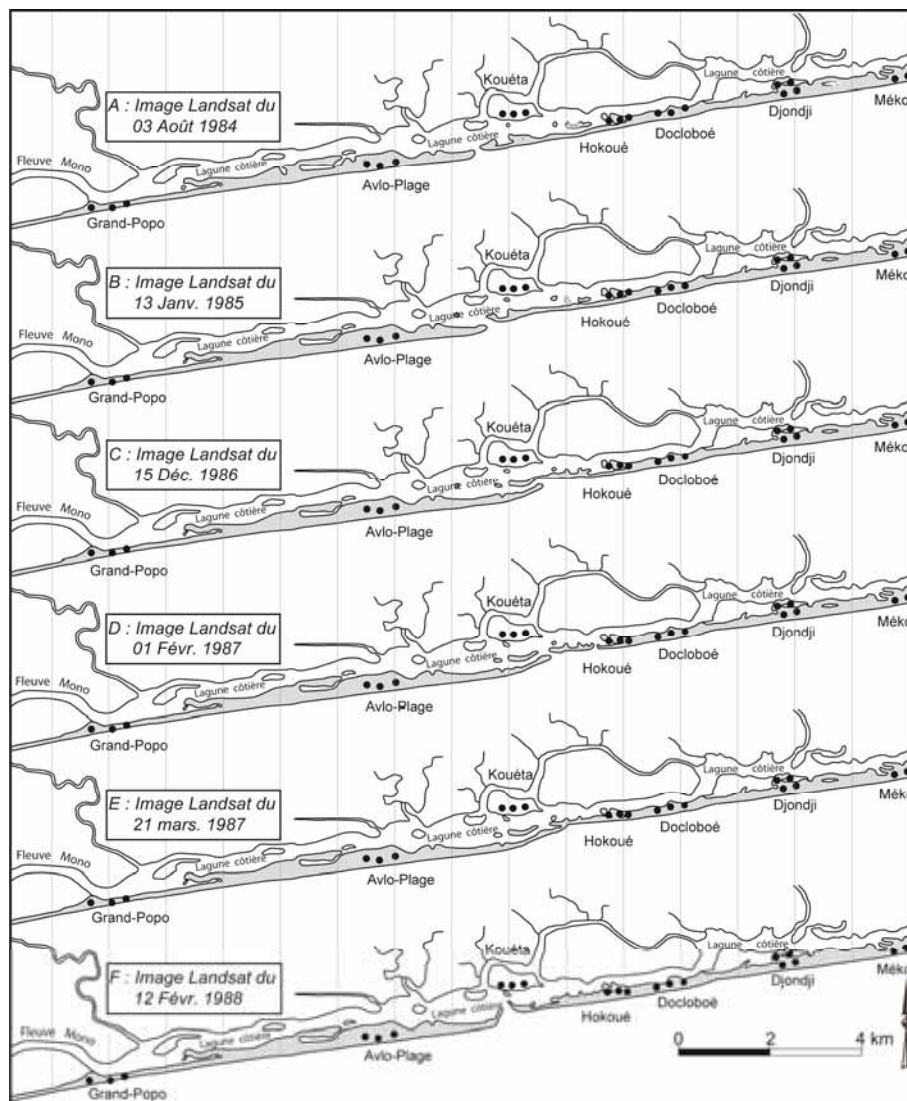 A : Image Landsat du
03 Août 1984
Fleuve Mono
Lagune côtière
Grand-Popo
Avlo-Plage
Lagune côtière
Kouéta
Hokoué
Docloboé
Lagune côtière
Djondji
Méko
B : Image Landsat du
13 Janv. 1985
Fleuve Mono
Lagune côtière
Grand-Popo
Avlo-Plage
Lagune côtière
Kouéta
Hokoué
Docloboé
Lagune côtière
Djondji
Méko
C : Image Landsat du
15 Déc. 1986
Fleuve Mono
Lagune côtière
Grand-Popo
Avlo-Plage
Lagune côtière
Kouéta
Hokoué
Docloboé
Lagune côtière
Djondji
Méko
D : Image Landsat du
01 Févr. 1987
Fleuve Mono
Lagune côtière
Grand-Popo
Avlo-Plage
Lagune côtière
Kouéta
Hokoué
Docloboé
Lagune côtière
Djondji
Méko
E : Image Landsat du
21 mars. 1987
Fleuve Mono
Lagune côtière
Grand-Popo
Avlo-Plage
Lagune côtière
Kouéta
Hokoué
Docloboé
Lagune côtière
Djondji
Méko
F : Image Landsat du
12 Févr. 1988
Fleuve Mono
Lagune côtière
Grand-Popo
Avlo-Plage
Lagune côtière
Kouéta
Hokoué
Docloboé
Lagune côtière
Djondji
Méko
0 2 4 km